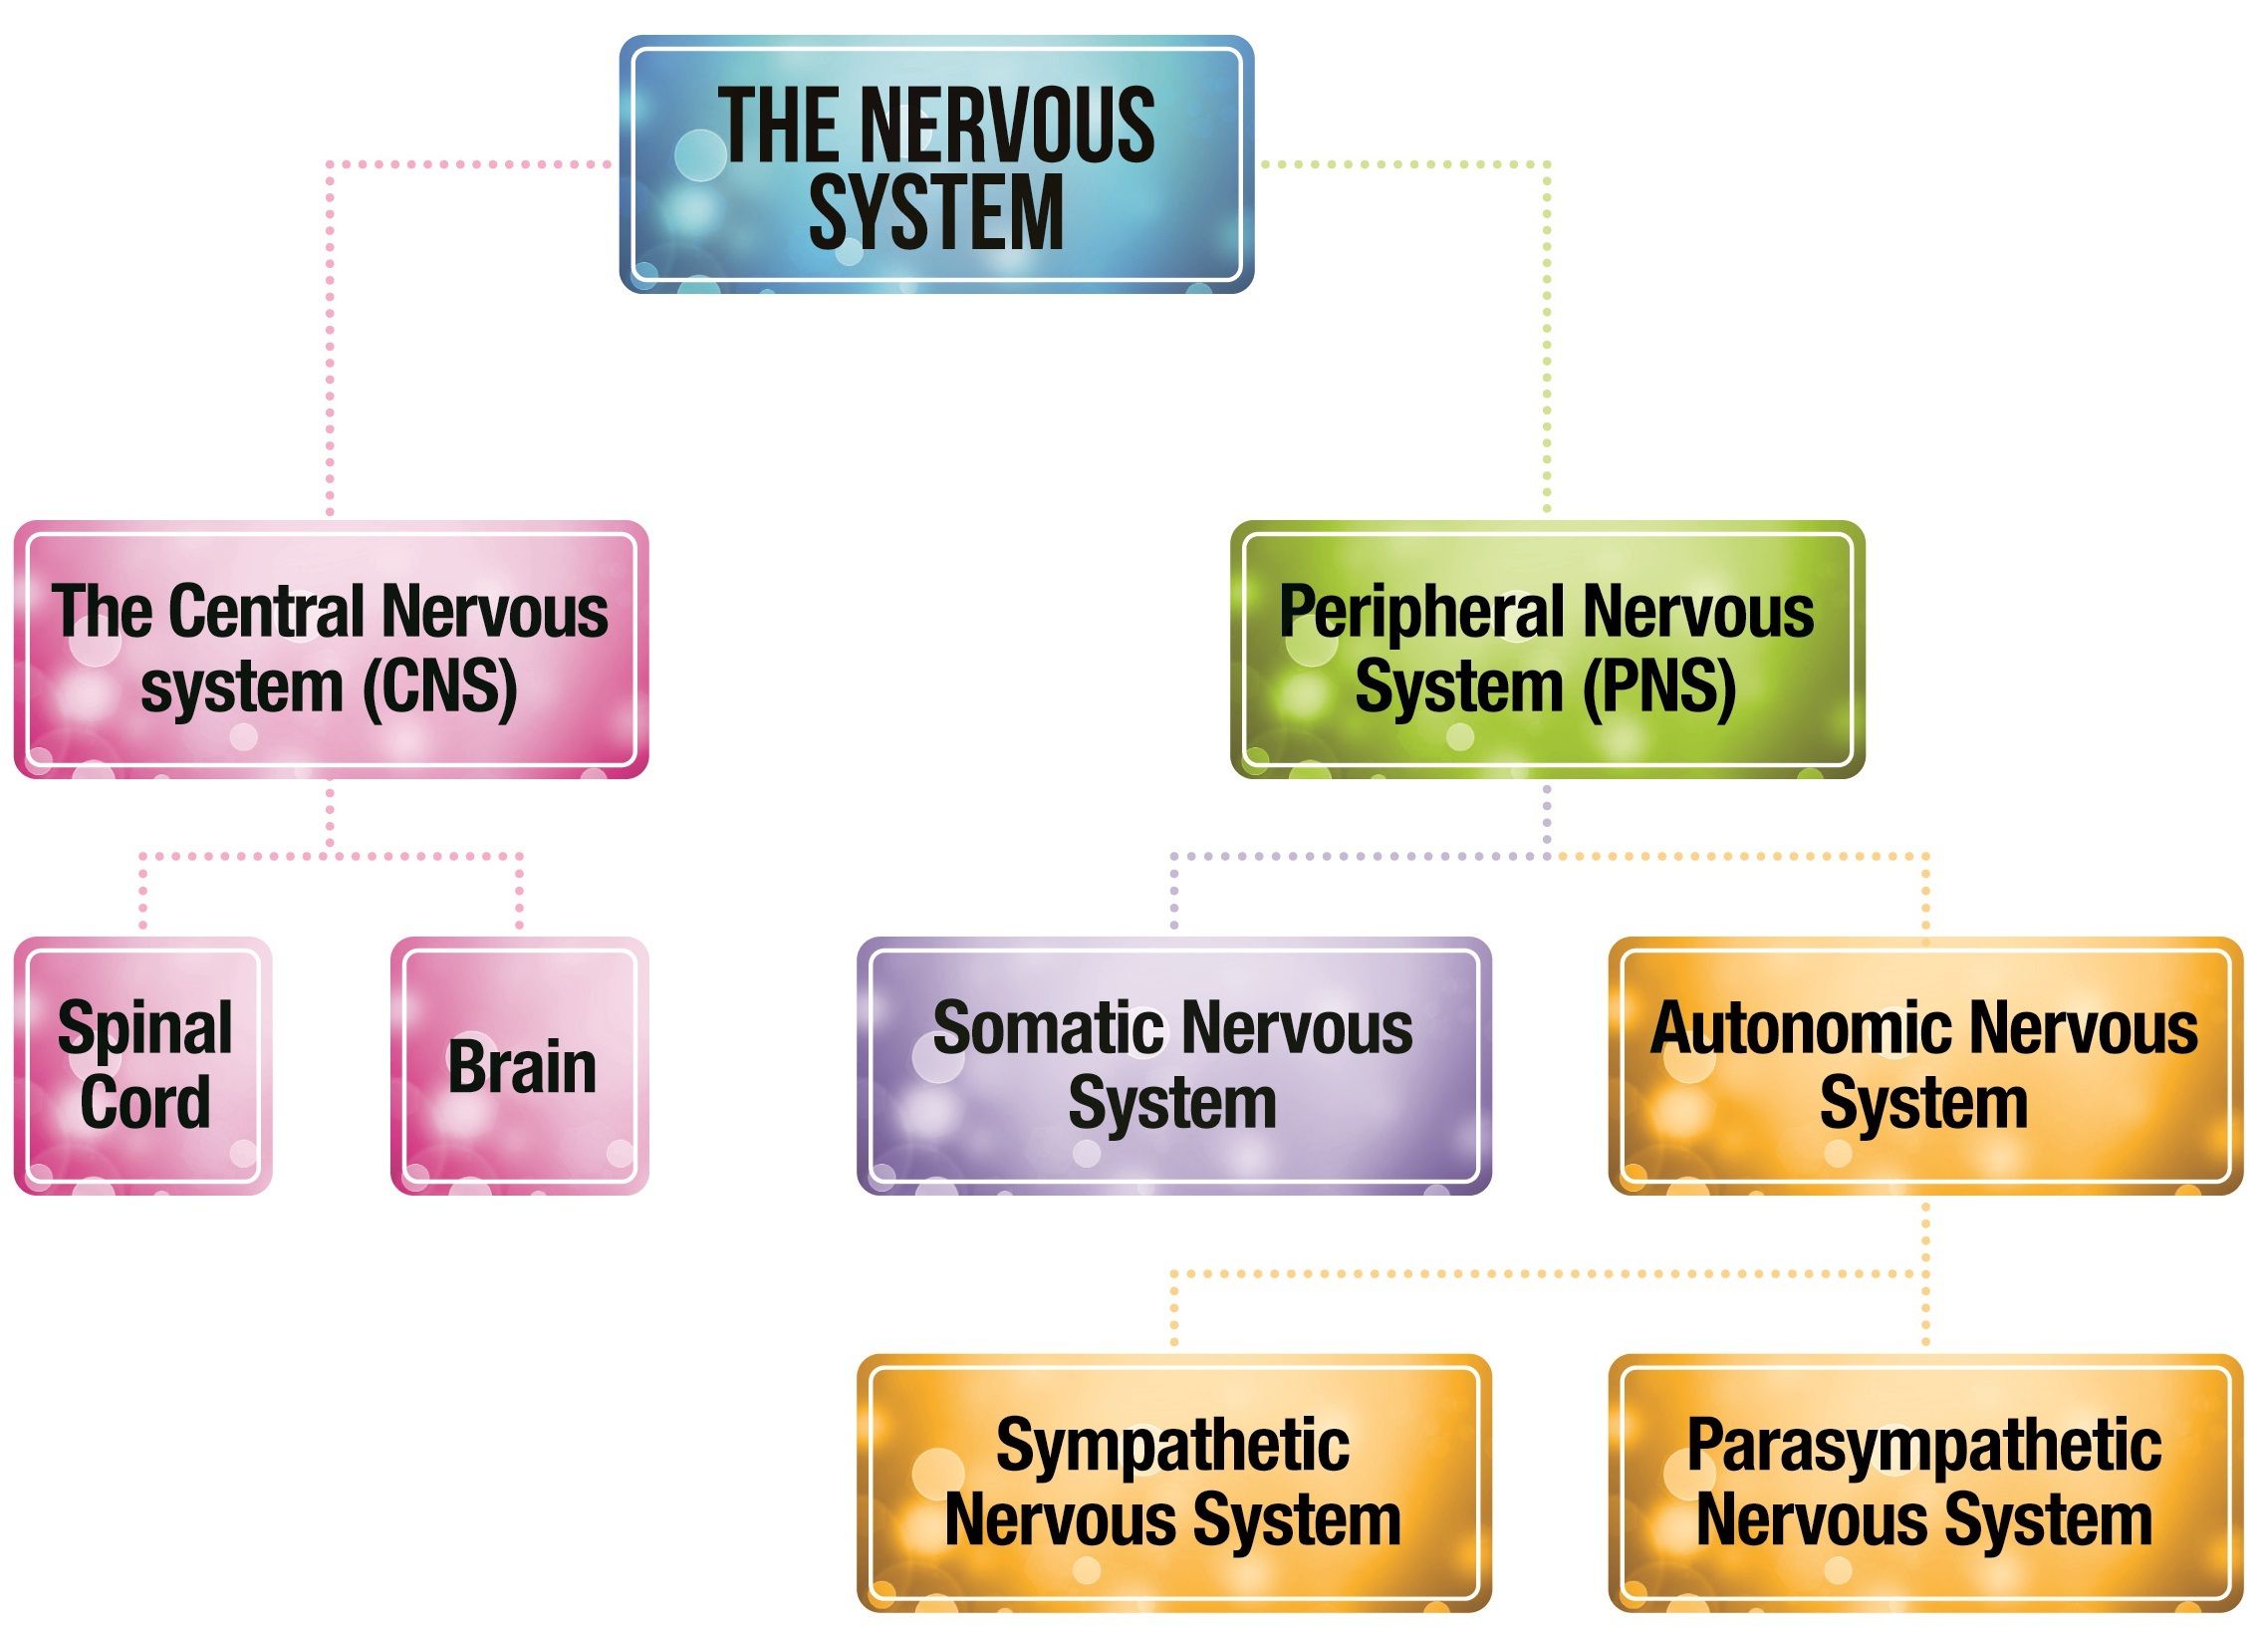 THE NERVOUS
SYSTEM
The Central Nervous
system (CNS)
Peripheral Nervous
System (PNS)
Spinal
Cord
Brain
Somatic Nervous
System
Autonomic Nervous
System
Sympathetic
Nervous System
Parasympathetic
Nervous System